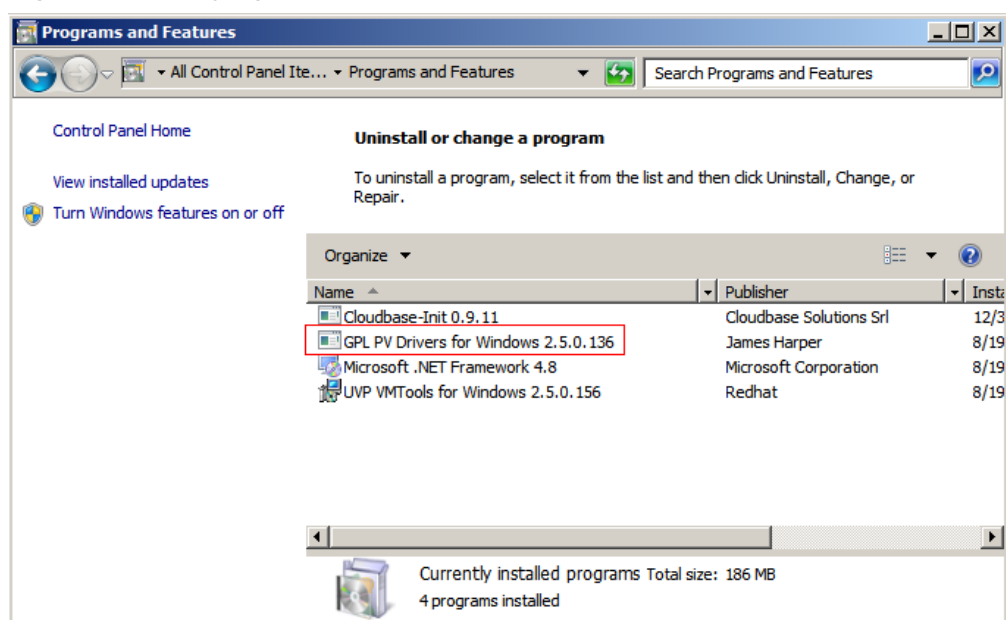 Programs and Features
All Control Panel Ite... Programs and Features Search Programs and Features
Control Panel Home
View installed updates
Turn Windows features on or off
Uninstall or change a program
To uninstall a program, select it from the list and then click Uninstall, Change, or
Repair.
Organize
Name Publisher Insta
Cloudbase-Init 0.9.11 Cloudbase Solutions Srl 12/3
GPL PV Drivers for Windows 2.5.0.136 James Harper 8/19
Microsoft .NET Framework 4.8 Microsoft Corporation 8/19
UVP VMTools for Windows 2.5.0.156 Redhat 8/19
Currently installed programs Total size: 186 MB
4 programs installed